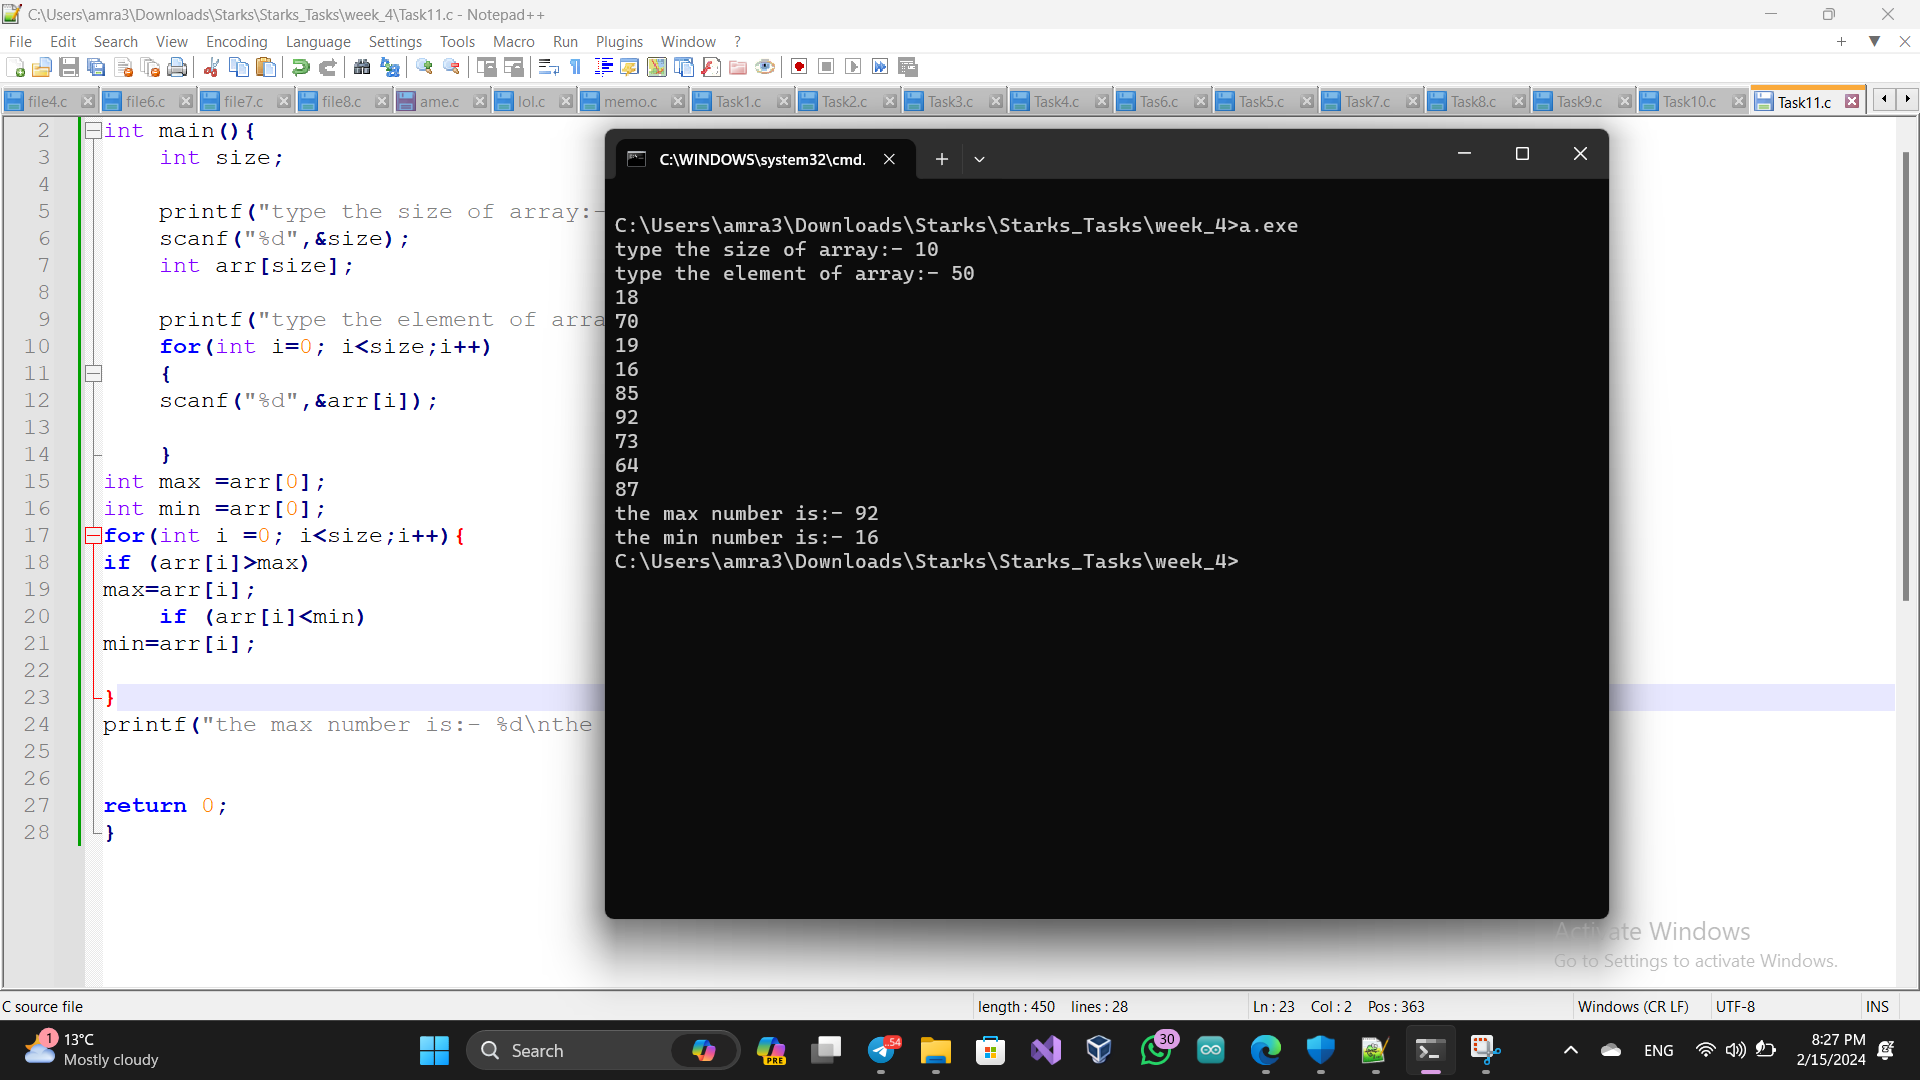 C:\Users\amra3\Downloads\Starks\Starks_Tasks\week_4\Task11.c - Notepad++
File Edit Search View Encoding Language Settings Tools Macro Run Plugins Window ?
file4.c file6.c file7.c file8.c ame.c lol.c memo.c Task1.c Task2.c Task3.c Task4.c Tas6.c Task5.c Task7.c Task8.c Task9.c Task10.c Task11.c
2 int main(){
3 int size;
4
5 printf("type the size of array:-
6 scanf("%d",&size);
7 int arr[size];
8
9 printf("type the element of arra
10 for(int i=0; i<size;i++)
11 {
12 scanf("%d",&arr[i]);
13
14 }
15 int max =arr[0];
16 int min =arr[0];
17 for(int i =0; i<size;i++){
18 if (arr[i]>max)
19 max=arr[i];
20 if (arr[i]<min)
21 min=arr[i];
22
23 }
24 printf("the max number is:- %d\nthe
25
26
27 return 0;
28 }
C:\WINDOWS\system32\cmd.
C:\Users\amra3\Downloads\Starks\Starks_Tasks\week_4>a.exe
type the size of array:- 10
type the element of array:- 50
18
70
19
16
85
92
73
64
87
the max number is:- 92
the min number is:- 16
C:\Users\amra3\Downloads\Starks\Starks_Tasks\week_4>
Activate Windows
Go to Settings to activate Windows.
C source file length : 450 lines : 28 Ln : 23 Col : 2 Pos : 363 Windows (CR LF) UTF-8 INS
1 13°C
Mostly cloudy
Search
PRE
54
30
ENG
8:27 PM
2/15/2024